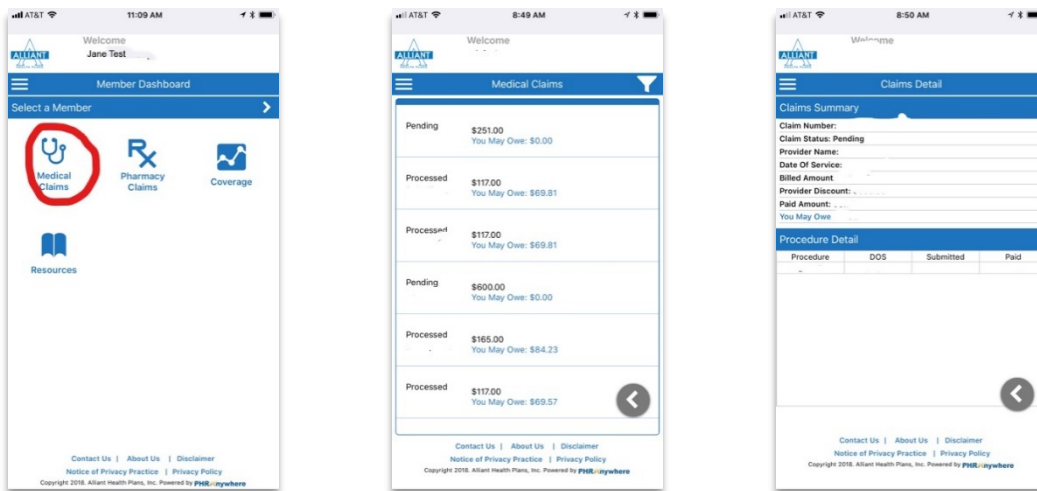 AT&T 11:09 AM
Welcome
Jane Test
ALLIANT
Member Dashboard
Select a Member
Medical Claims
Rx
Pharmacy Claims
Coverage
Resources
Contact Us | About Us | Disclaimer
Notice of Privacy Practice | Privacy Policy
Copyright 2018. Alliant Health Plans, Inc. Powered by PHRAnywhere
AT&T 8:49 AM
Welcome
ALLIANT
Medical Claims
Pending
$251.00
You May Owe: $0.00
Processed
$117.00
You May Owe: $69.81
Processed
$117.00
You May Owe: $69.81
Pending
$600.00
You May Owe: $0.00
Processed
$165.00
You May Owe: $84.23
Processed
$117.00
You May Owe: $69.57
Contact Us | About Us | Disclaimer
Notice of Privacy Practice | Privacy Policy
Copyright 2018. Alliant Health Plans, Inc. Powered by PHRAnywhere
AT&T 8:50 AM
Welcome
ALLIANT
Claims Detail
Claims Summary
Claim Number:
Claim Status: Pending
Provider Name:
Date Of Service:
Billed Amount
Provider Discount:
Paid Amount:
You May Owe
Procedure Detail
Procedure DOS Submitted Paid
Contact Us | About Us | Disclaimer
Notice of Privacy Practice | Privacy Policy
Copyright 2018. Alliant Health Plans, Inc. Powered by PHRAnywhere